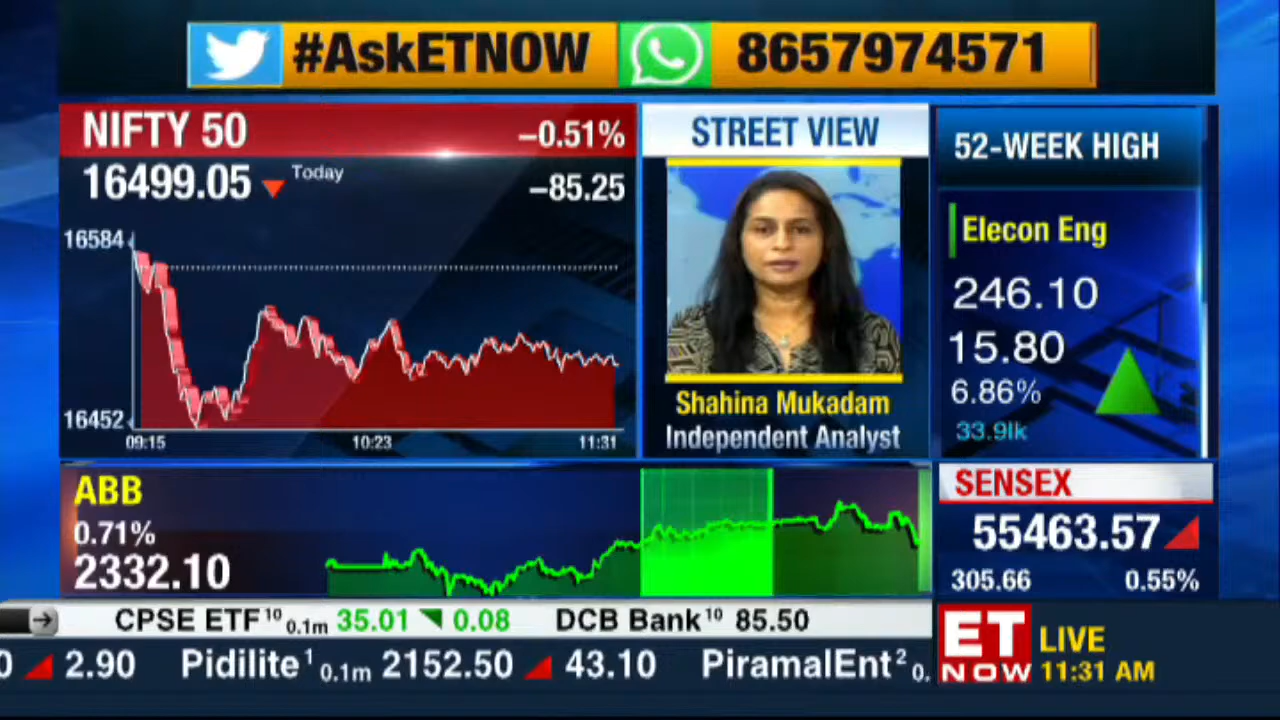 #AskETNOW 8657974571
NIFTY 50 -0.51%
16499.05 Today -85.25
16584
16452
09:15 10:23 11:31
STREET VIEW
Shahina Mukadam
Independent Analyst
52-WEEK HIGH
Elecon Eng
246.10
15.80
6.86%
33.91k
ABB
0.71%
2332.10
SENSEX
55463.57
305.66 0.55%
CPSE ETF 10 0.1m 35.01 0.08 DCB Bank 10 85.50
0 2.90 Pidilite 1 0.1m 2152.50 43.10 PiramalEnt 2 0.
ET NOW
LIVE
11:31 AM